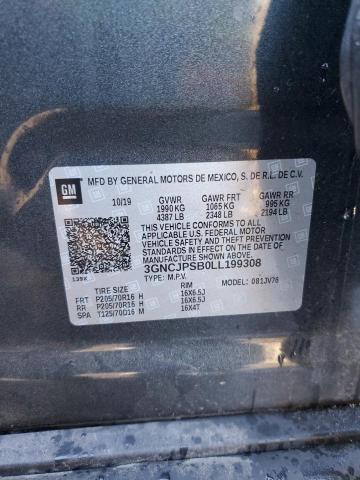 GM
MFD BY GENERAL MOTORS DE MEXICO, S. DE R.L. DE C.V.
10/19 GVWR GAWR FRT GAWR RR
1990 KG 1065 KG 995 KG
4387 LB 2348 LB 2194 LB
THIS VEHICLE CONFORMS TO ALL APPLICABLE
U.S. FEDERAL MOTOR VEHICLE SAFETY,
BUMPER, AND THEFT PREVENTION STANDARDS
IN EFFECT ON THE DATE OF MANUFACTURE
SHOWN ABOVE.
3GNCJPSB0LL199308
139X TYPE: M.P.V. MODEL: 081JV76
TIRE SIZE RIM
FRT P205/70R16 H 16X6.5J
RR P205/70R16 H 16X6.5J
SPA T125/70D16 M 16X4T